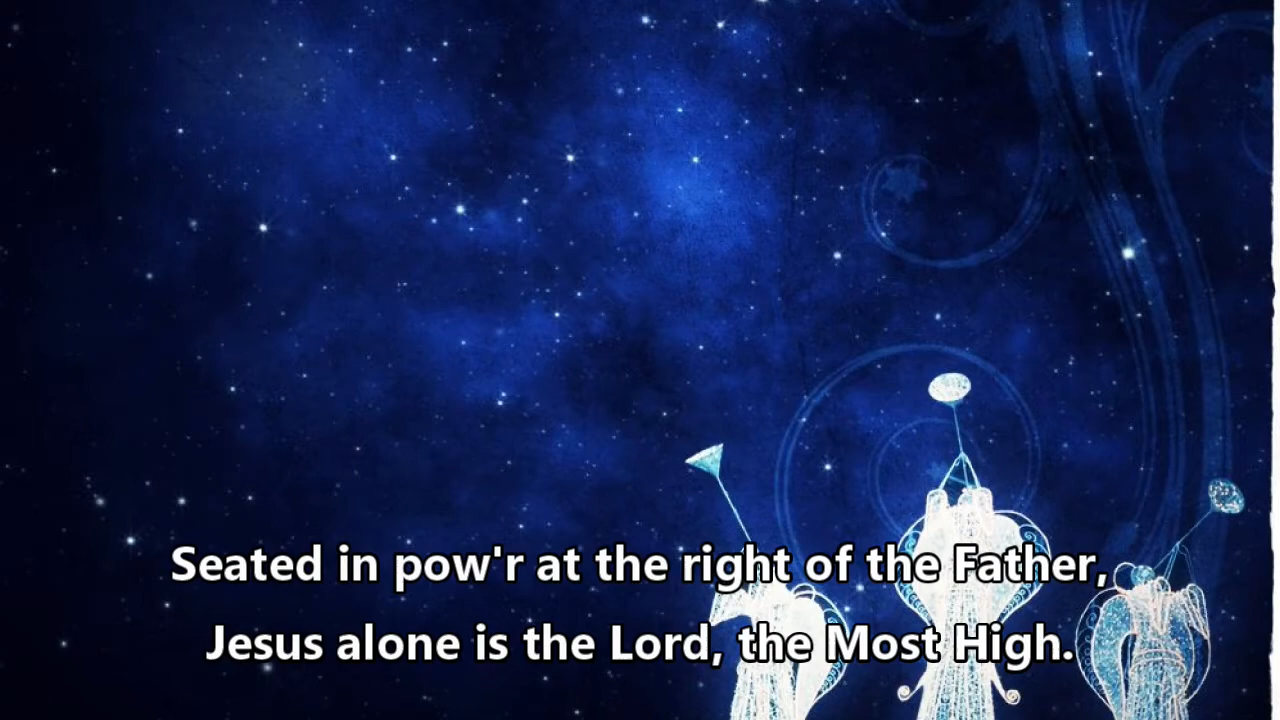 Seated in pow'r at the right of the Father,
Jesus alone is the Lord, the Most High.